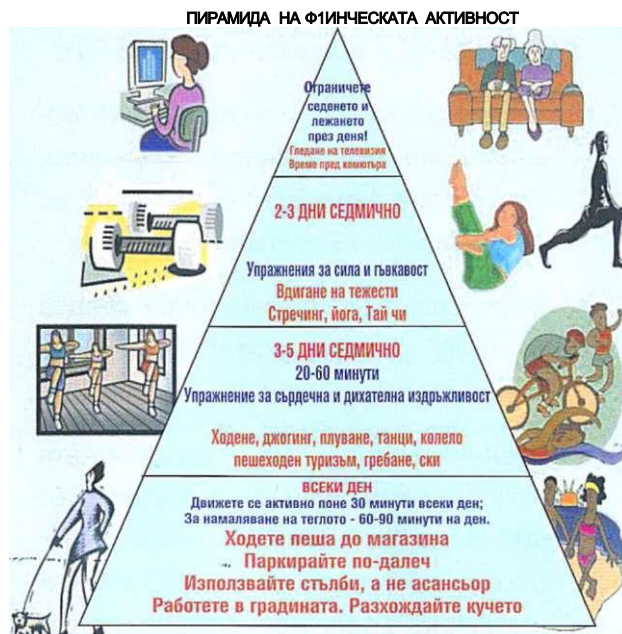 ПИРАМИДА НА Ф1ИНЧЕСКАТА АКТИВНОСТ
Ограничете
седенето и
лежането
през деня!
Гледане на телевизия
Време пред комютъра
2-3 ДНИ СЕДМИЧНО
Упражнения за сила и гъвкавост
Вдигане на тежести
Стречинг, йога, Тай чи
3-5 ДНИ СЕДМИЧНО
20-60 минути
Упражнение за сърдечна и дихателна издръжливост
Ходене, джогинг, плуване, танци, колело
пешеходен туризъм, гребане, ски
ВСЕКИ ДЕН
Движете се активно поне 30 минути всеки ден;
За намаляване на теглото - 60-90 минути на ден.
Ходете пеша до магазина
Паркирайте по-далеч
Използвайте стълби, а не асансьор
Работете в градината. Разхождайте кучето